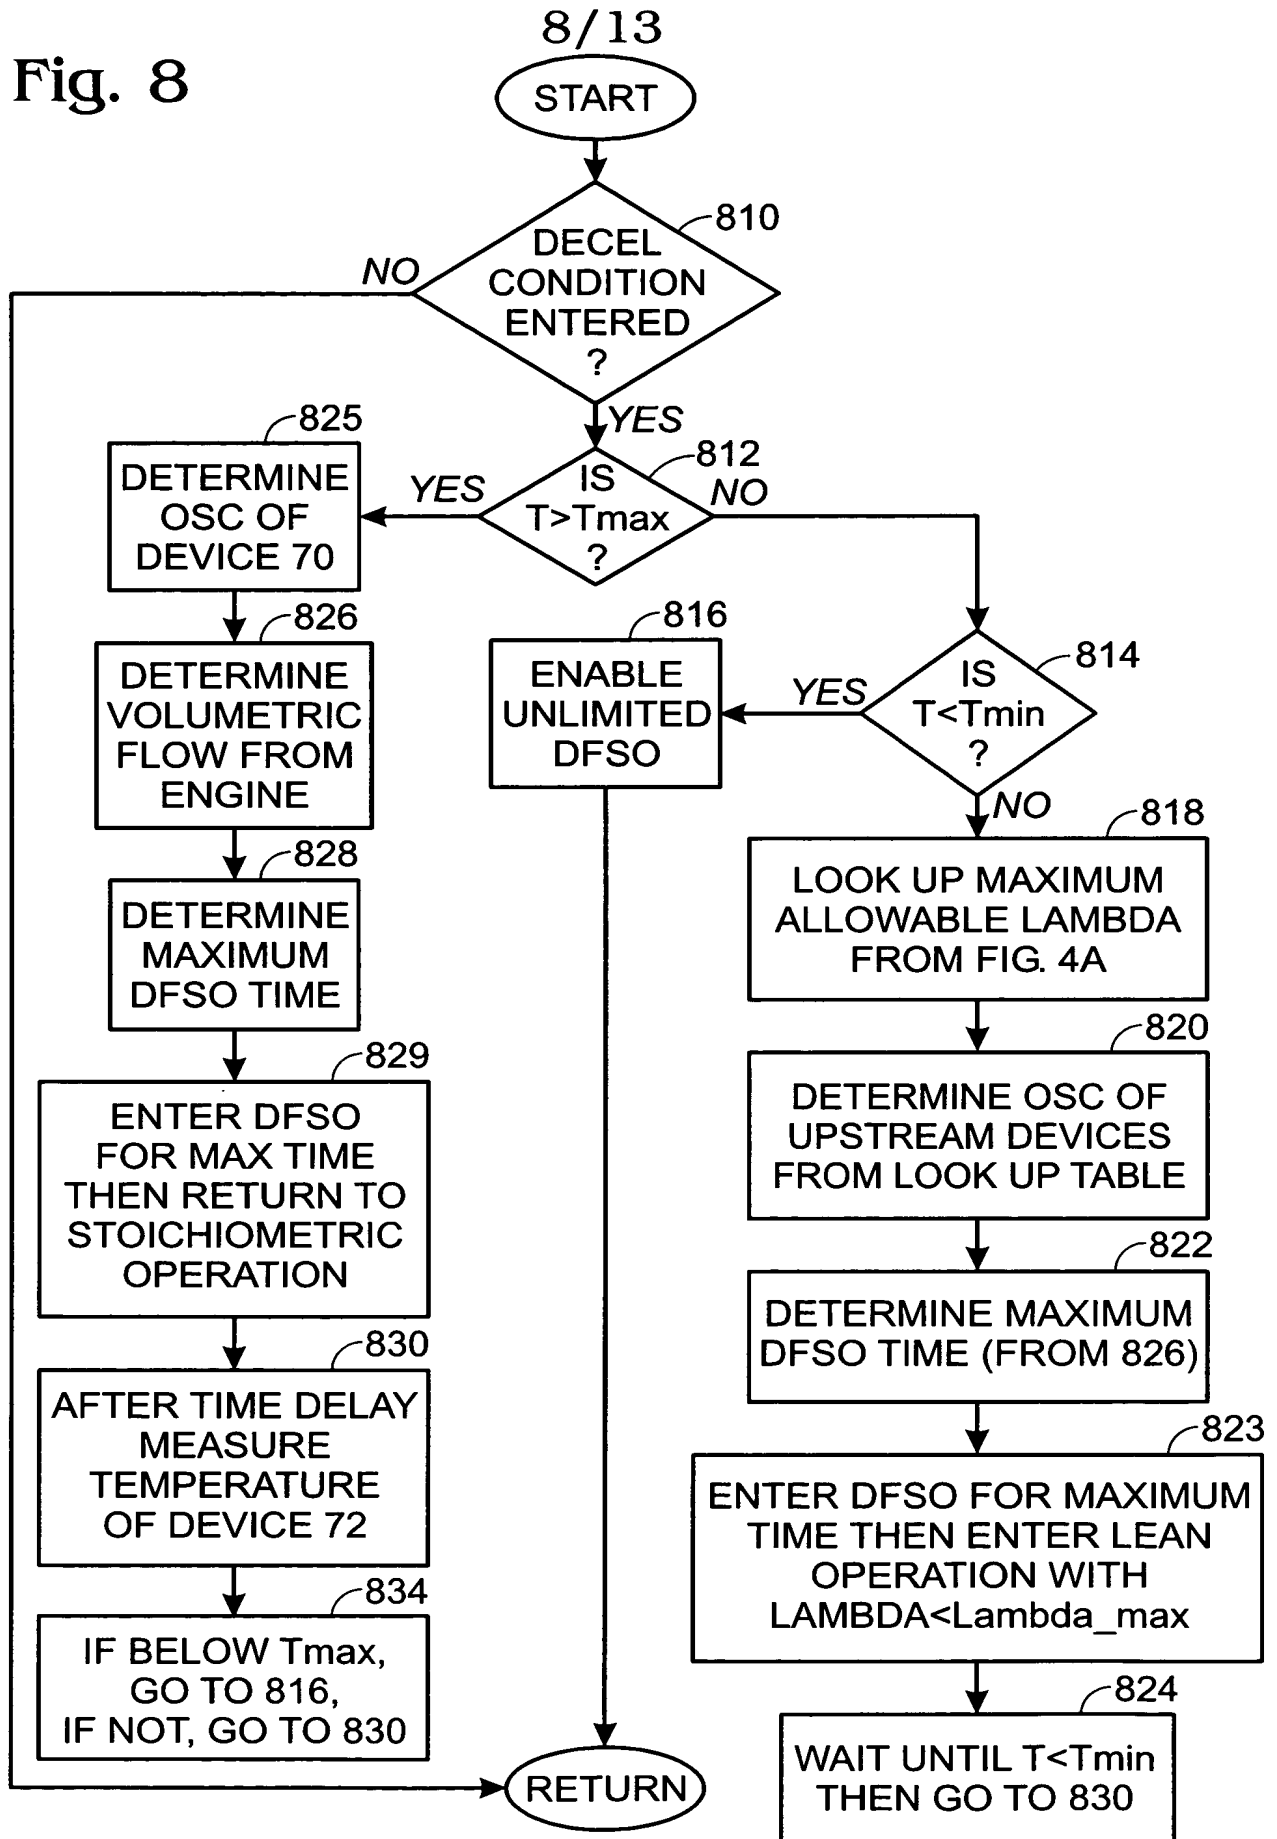 8/13
Fig. 8
START
810
DECEL
CONDITION
ENTERED
?
NO
YES
825
DETERMINE
OSC OF
DEVICE 70
YES
812
IS
T>Tmax
?
NO
826
DETERMINE
VOLUMETRIC
FLOW FROM
ENGINE
816
ENABLE
UNLIMITED
DFSO
YES
814
IS
T<Tmin
?
NO
828
DETERMINE
MAXIMUM
DFSO TIME
818
LOOK UP MAXIMUM
ALLOWABLE LAMBDA
FROM FIG. 4A
829
ENTER DFSO
FOR MAX TIME
THEN RETURN TO
STOICHIOMETRIC
OPERATION
820
DETERMINE OSC OF
UPSTREAM DEVICES
FROM LOOK UP TABLE
822
DETERMINE MAXIMUM
DFSO TIME (FROM 826)
830
AFTER TIME DELAY
MEASURE
TEMPERATURE
OF DEVICE 72
823
ENTER DFSO FOR MAXIMUM
TIME THEN ENTER LEAN
OPERATION WITH
LAMBDA<Lambda_max
834
IF BELOW Tmax,
GO TO 816,
IF NOT, GO TO 830
824
WAIT UNTIL T<Tmin
THEN GO TO 830
RETURN